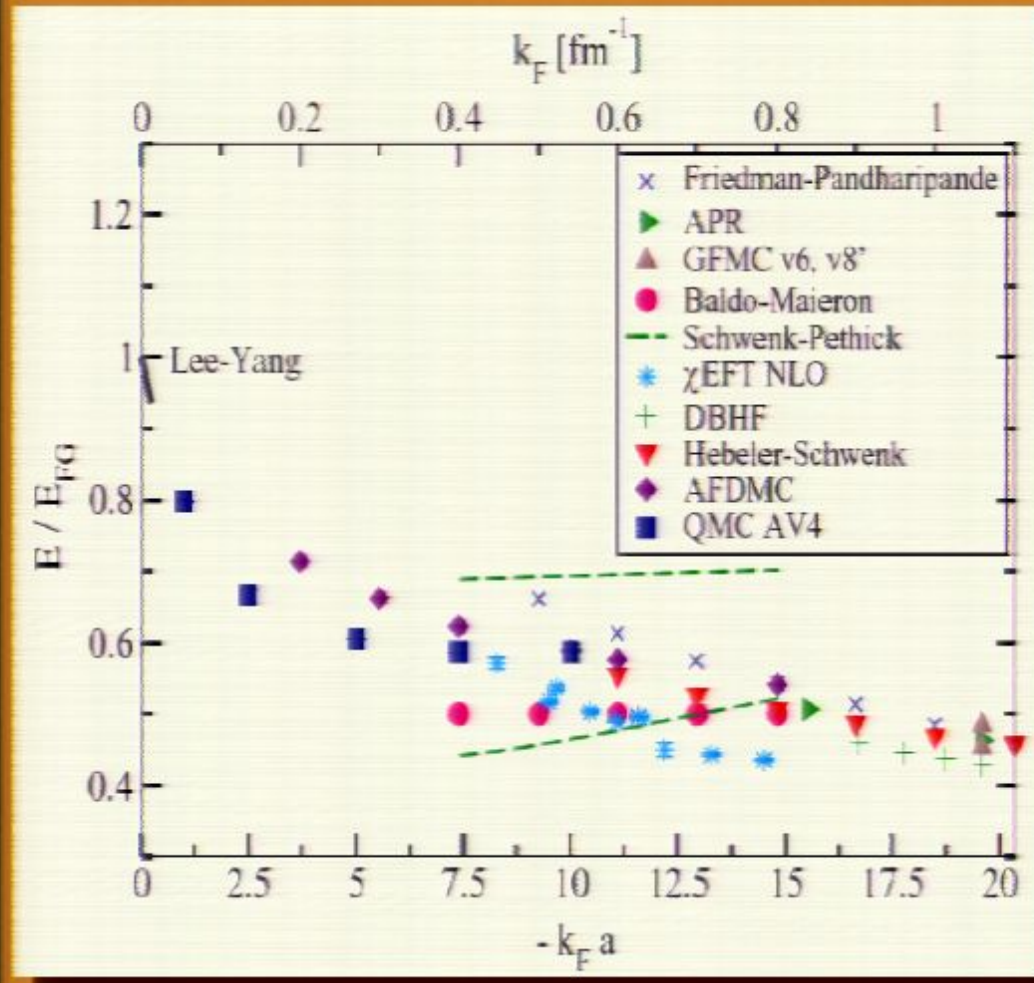 k_F [fm^-1]
0 0.2 0.4 0.6 0.8 1
Friedman-Pandharipande
APR
GFMC v6, v8'
Baldo-Maieron
Schwenk-Pethick
χEFT NLO
DBHF
Hebeler-Schwenk
AFDMC
QMC AV4
1.2
1
Lee-Yang
0.8
0.6
0.4
E / E_FG
0 2.5 5 7.5 10 12.5 15 17.5 20
- k_F a